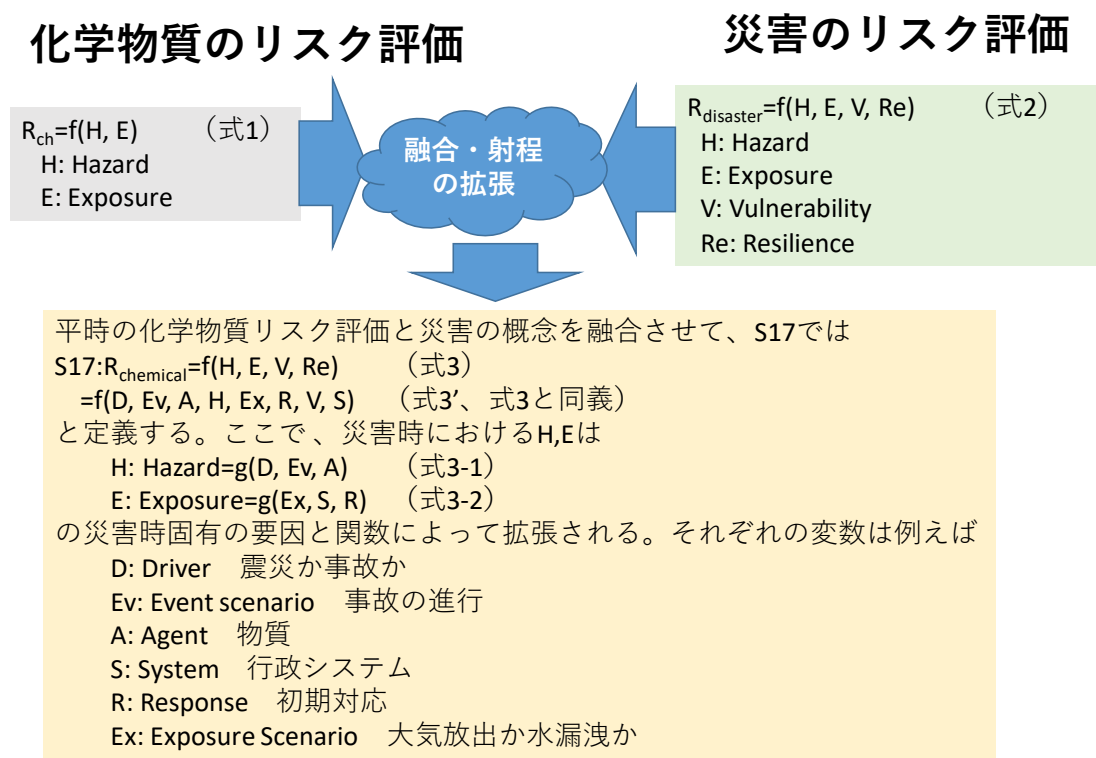 化学物質のリスク評価
災害のリスク評価
R_ch=f(H, E) （式1）
H: Hazard
E: Exposure
融合・射程
の拡張
R_disaster=f(H, E, V, Re) （式2）
H: Hazard
E: Exposure
V: Vulnerability
Re: Resilience
平時の化学物質リスク評価と災害の概念を融合させて、S17では
S17:R_chemical=f(H, E, V, Re) （式3）
=f(D, Ev, A, H, Ex, R, V, S) （式3’、式3と同義）
と定義する。ここで 、災害時におけるH,Eは
H: Hazard=g(D, Ev, A) （式3-1）
E: Exposure=g(Ex, S, R) （式3-2）
の災害時固有の要因と関数によって拡張される。それぞれの変数は例えば
D: Driver 震災か事故か
Ev: Event scenario 事故の進行
A: Agent 物質
S: System 行政システム
R: Response 初期対応
Ex: Exposure Scenario 大気放出か水漏洩か